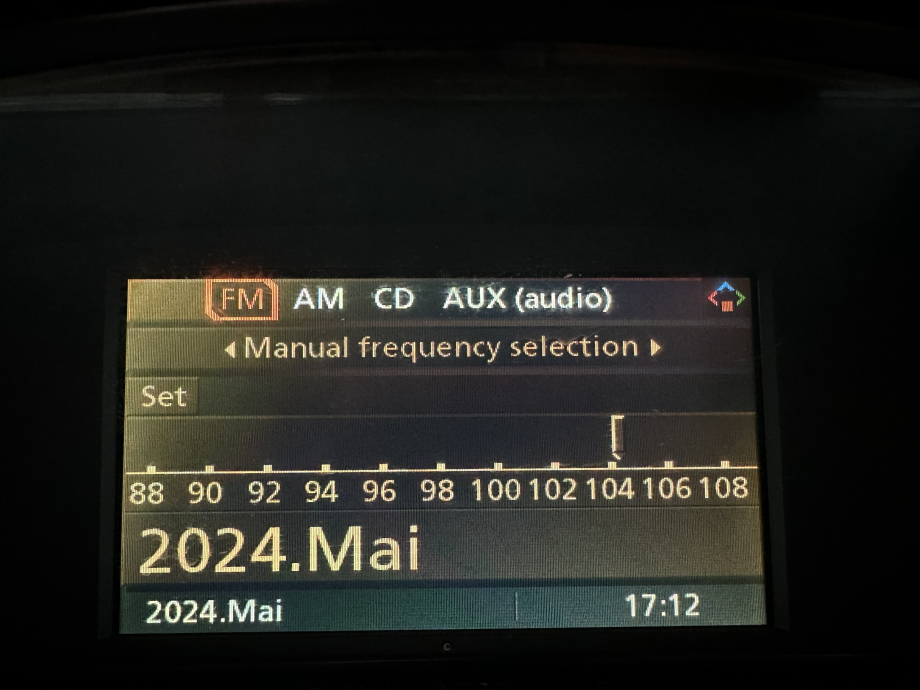 FM AM CD AUX (audio)
Manual frequency selection
Set
88 90 92 94 96 98 100 102 104 106 108
2024.Mai
2024.Mai 17:12